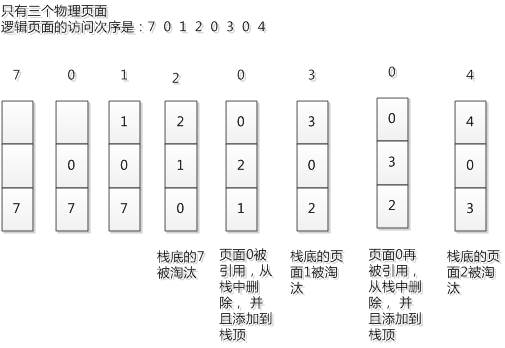 只有三个物理页面
逻辑页面的访问次序是：7 0 1 2 0 3 0 4
7 0 1 2 0 3 0 4
1 2 0 3 0 4
0 0 1 2 0 3 0
7 7 7 0 1 2 2 3
栈底的7
被淘汰
页面0被
引用，从
栈中删
除， 并
且添加到
栈顶
栈底的页
面1被淘
汰
页面0再
被引用，
从栈中删
除， 并
且添加到
栈顶
栈底的页
面2被淘
汰